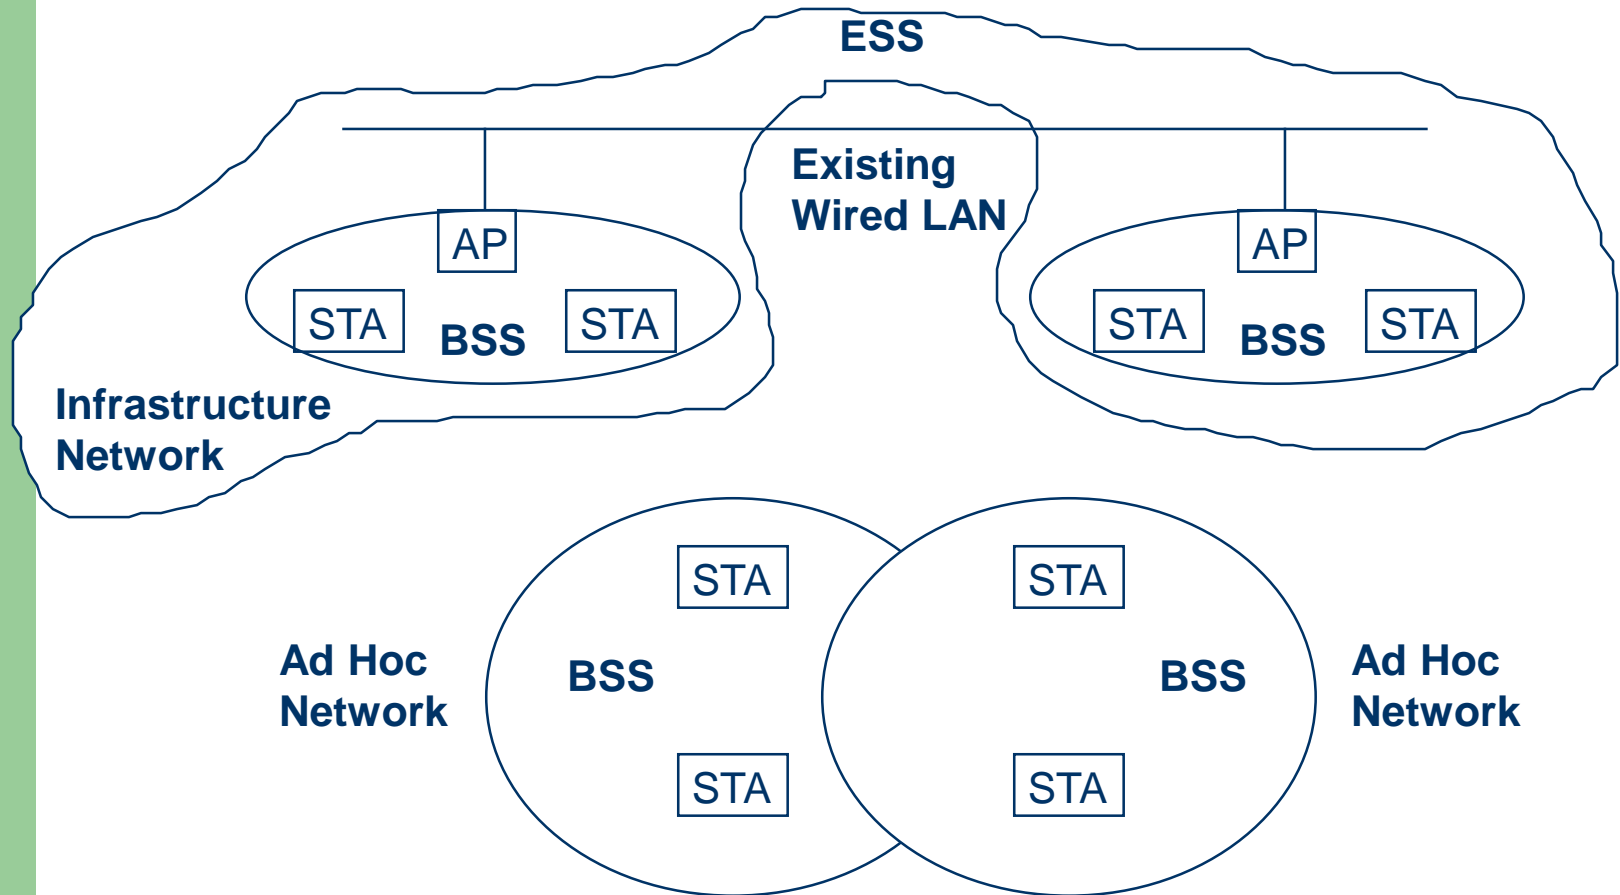 ESS
Existing
Wired LAN
AP
AP
STA
BSS
STA
STA
BSS
STA
Infrastructure
Network
STA
STA
Ad Hoc
Network
BSS
BSS
Ad Hoc
Network
STA
STA